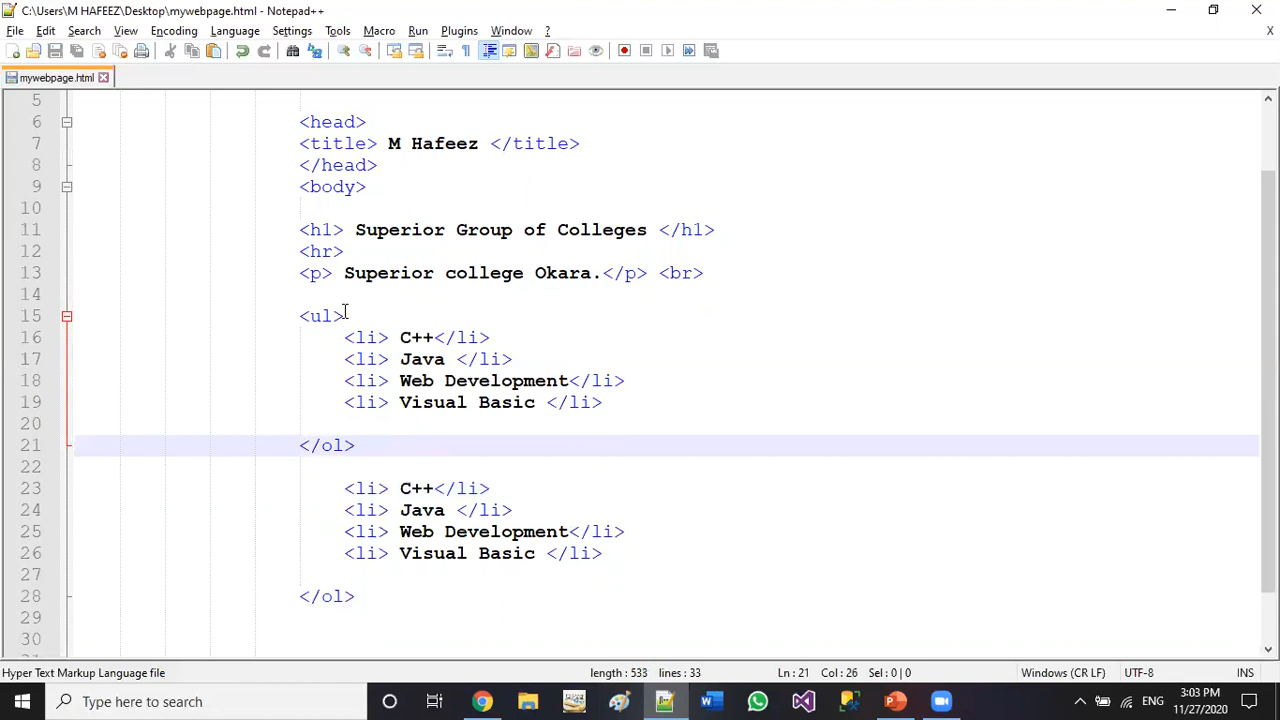 C:\Users\M HAFEEZ\Desktop\mywebpage.html - Notepad++
File Edit Search View Encoding Language Settings Tools Macro Run Plugins Window ? X
mywebpage.html
5
6 <head>
7 <title> M Hafeez </title>
8 </head>
9 <body>
10
11 <h1> Superior Group of Colleges </h1>
12 <hr>
13 <p> Superior college Okara.</p> <br>
14
15 <ul>
16 <li> C++</li>
17 <li> Java </li>
18 <li> Web Development</li>
19 <li> Visual Basic </li>
20
21 </ol>
22
23 <li> C++</li>
24 <li> Java </li>
25 <li> Web Development</li>
26 <li> Visual Basic </li>
27
28 </ol>
29
30
Hyper Text Markup Language file length : 533 lines : 33 Ln : 21 Col : 26 Sel : 0 | 0 Windows (CR LF) UTF-8 INS
Type here to search
ENG
3:03 PM
11/27/2020